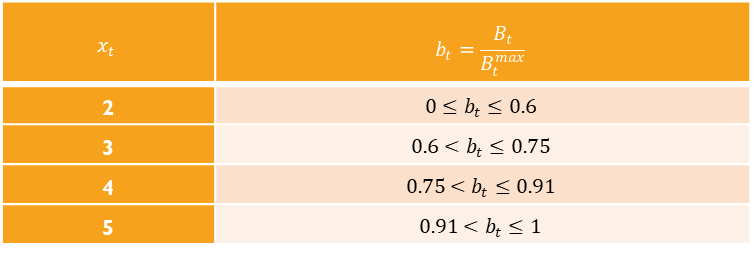 x_t b_t = B_t / B_t^max
2 0 ≤ b_t ≤ 0.6
3 0.6 < b_t ≤ 0.75
4 0.75 < b_t ≤ 0.91
5 0.91 < b_t ≤ 1